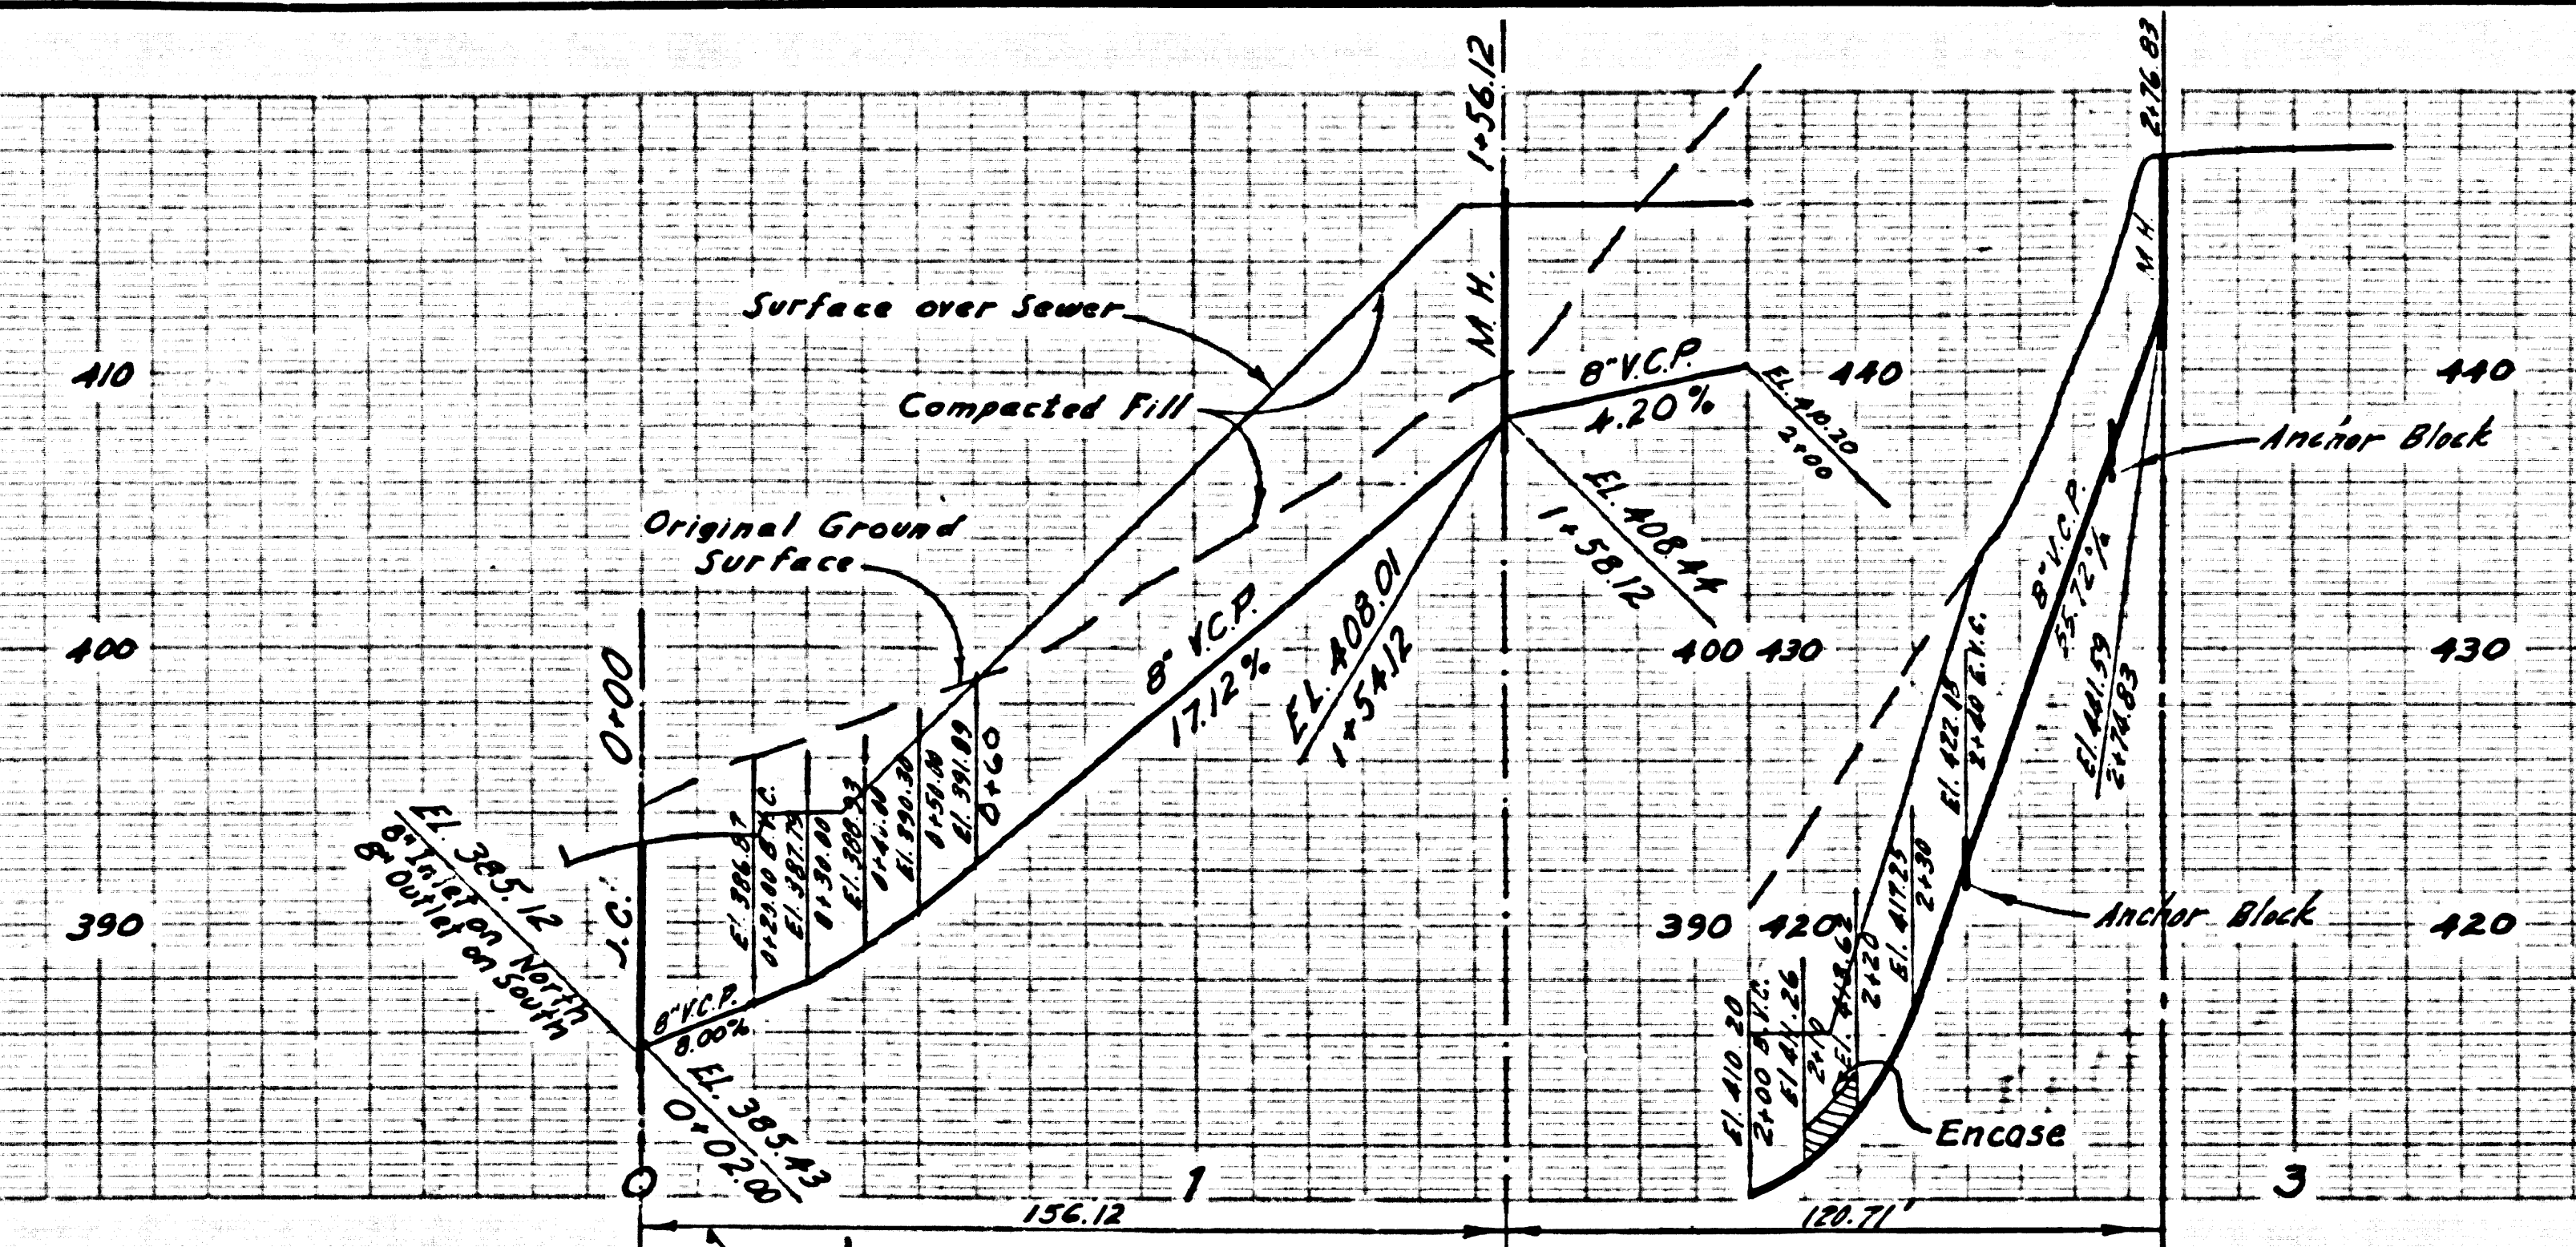 1+56.12
2+76.83
410
Surface over Sewer
Compacted Fill
M.H.
8" V.C.P.
4.20%
El. 410.20
2+00
440
M.H.
440
Anchor Block
Original Ground
Surface
El. 408.44
1+58.12
8" V.C.P.
55.72%
400
0+00
8" V.C.P.
17.12%
El. 408.01
1+54.12
400 430
El. 422.18
2+40 E.V.C.
El. 441.59
2+74.83
430
El. 385.12
8" Inlet on North
8" Outlet on South
J.C.
El. 386.87
0+20.00 B.V.C.
El. 387.79
0+30.00
El. 388.93
0+40.00
El. 390.30
0+50.00
El. 391.89
0+60
390
390 420
El. 417.25
2+30
Anchor Block
420
8" V.C.P.
8.00%
El. 385.43
0+02.00
El. 410.20
2+00 B.V.C.
El. 411.26
2+10
El. 413.62
2+20
Encase
0
1
3
156.12
120.71'